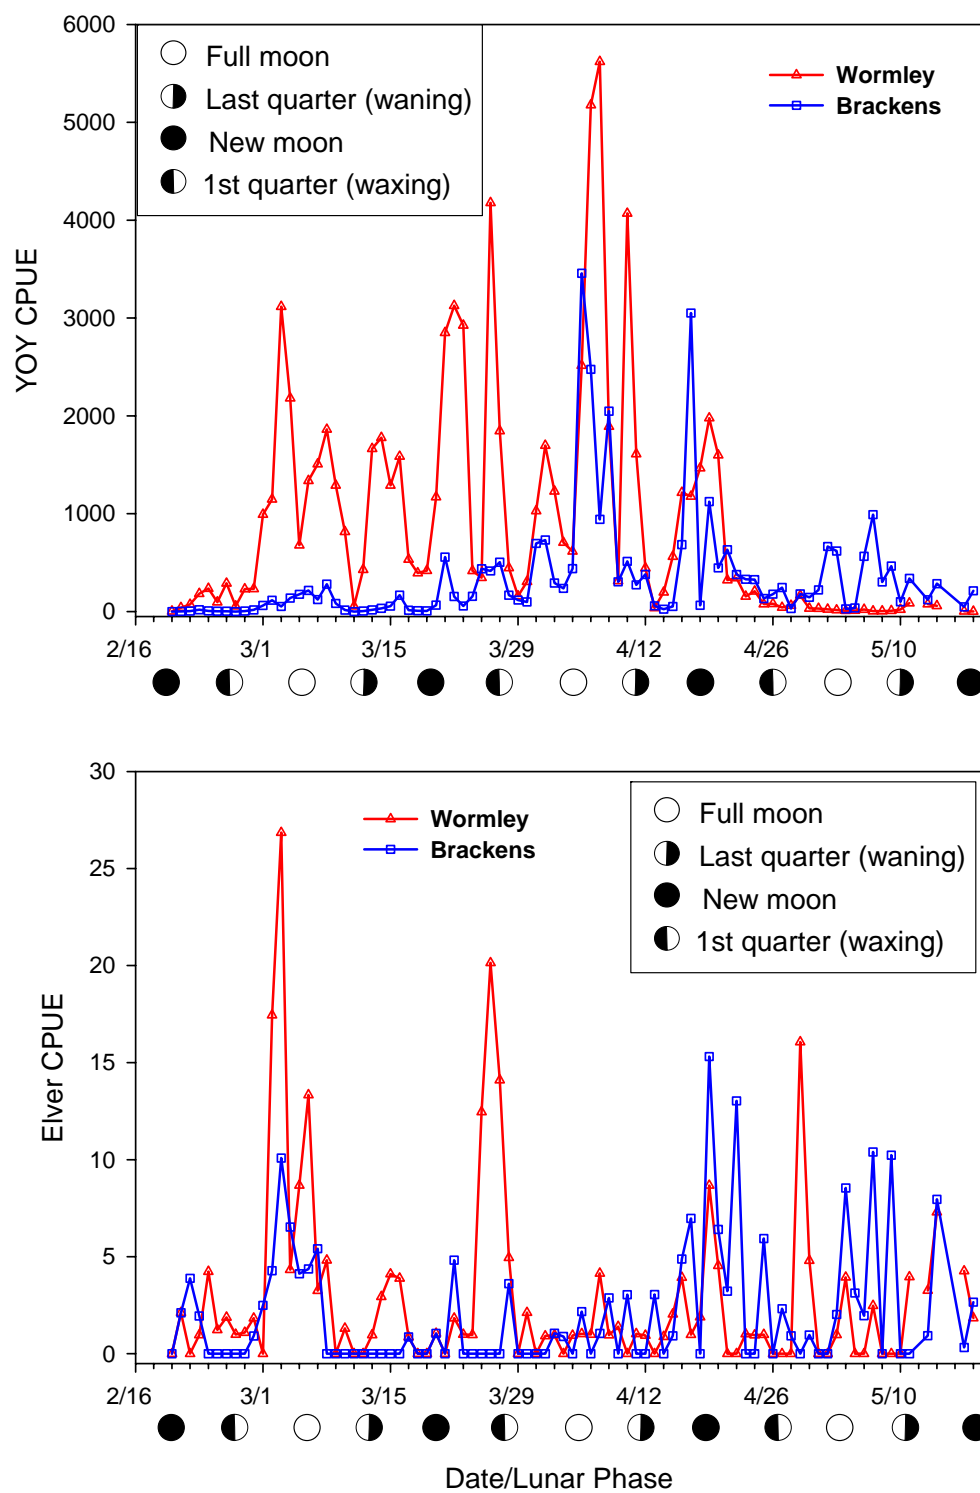 6000
5000
4000
3000
2000
1000
0
YOY CPUE
Full moon
Last quarter (waning)
New moon
1st quarter (waxing)
Wormley
Brackens
2/16 3/1 3/15 3/29 4/12 4/26 5/10
30
25
20
15
10
5
0
Elver CPUE
Wormley
Brackens
Full moon
Last quarter (waning)
New moon
1st quarter (waxing)
2/16 3/1 3/15 3/29 4/12 4/26 5/10
Date/Lunar Phase